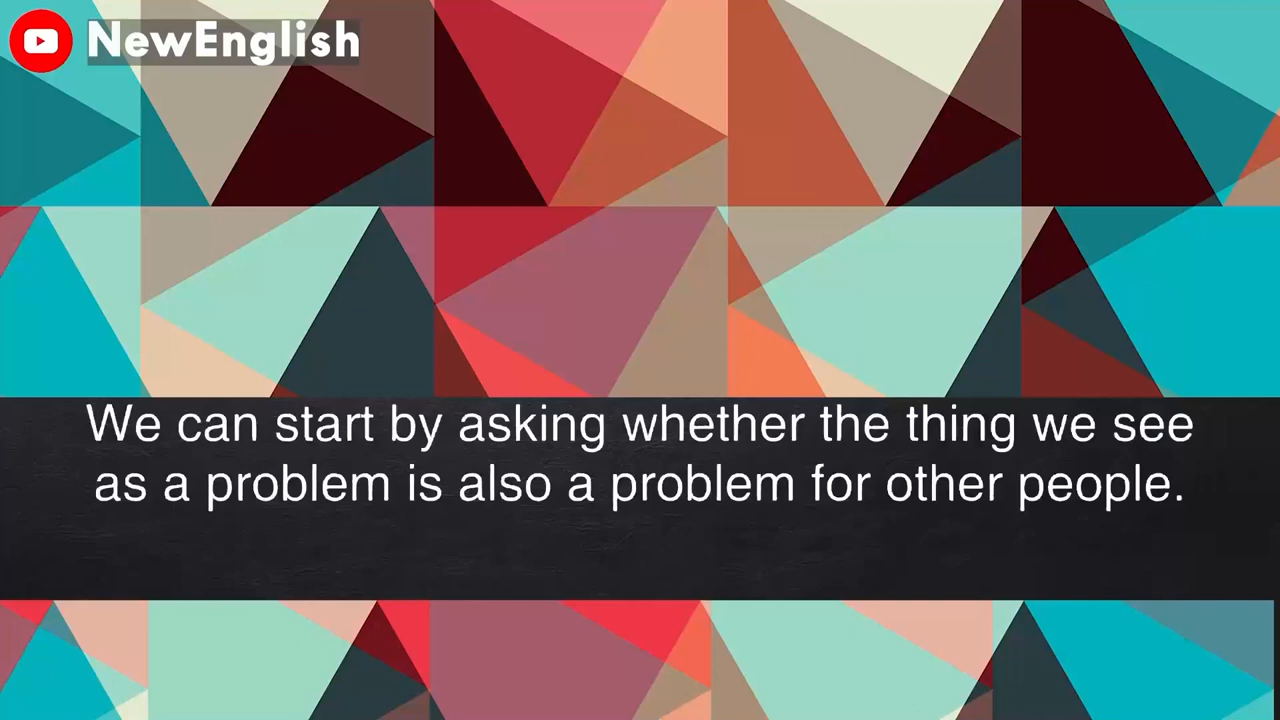 NewEnglish
We can start by asking whether the thing we see
as a problem is also a problem for other people.